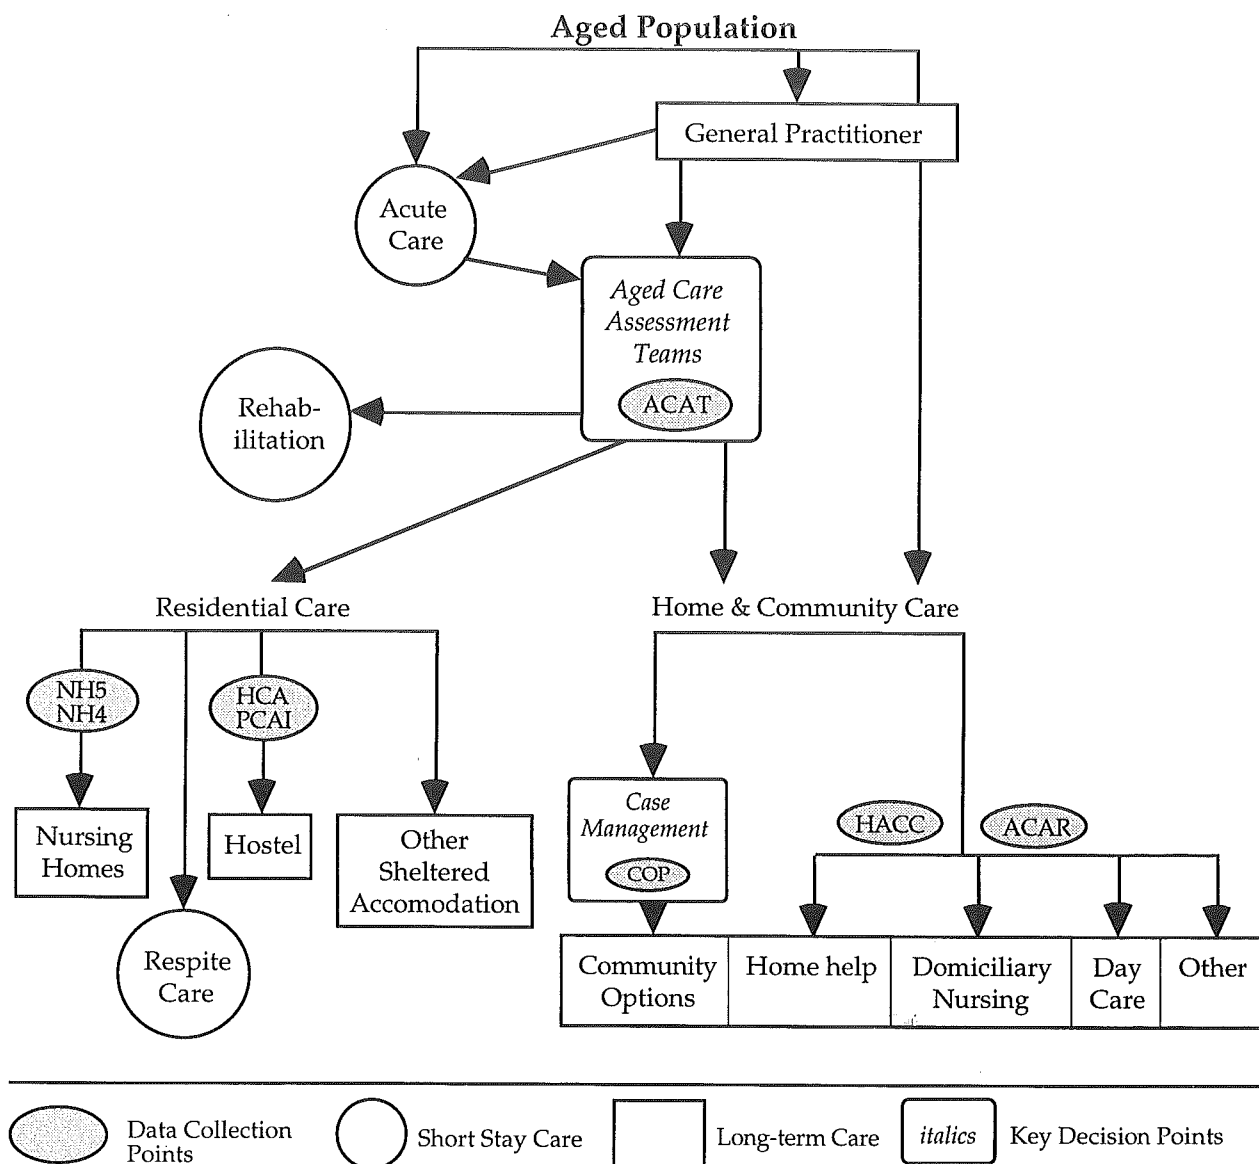 Aged Population
General Practitioner
Acute
Care
Aged Care
Assessment
Teams
ACAT
Rehab-
ilitation
Residential Care
Home & Community Care
NH5
NH4
HCA
PCAI
Nursing
Homes
Hostel
Other
Sheltered
Accomodation
Respite
Care
Case
Management
COP
HACC
ACAR
Community
Options
Home help
Domiciliary
Nursing
Day
Care
Other
Data Collection
Points
Short Stay Care
Long-term Care
italics
Key Decision Points